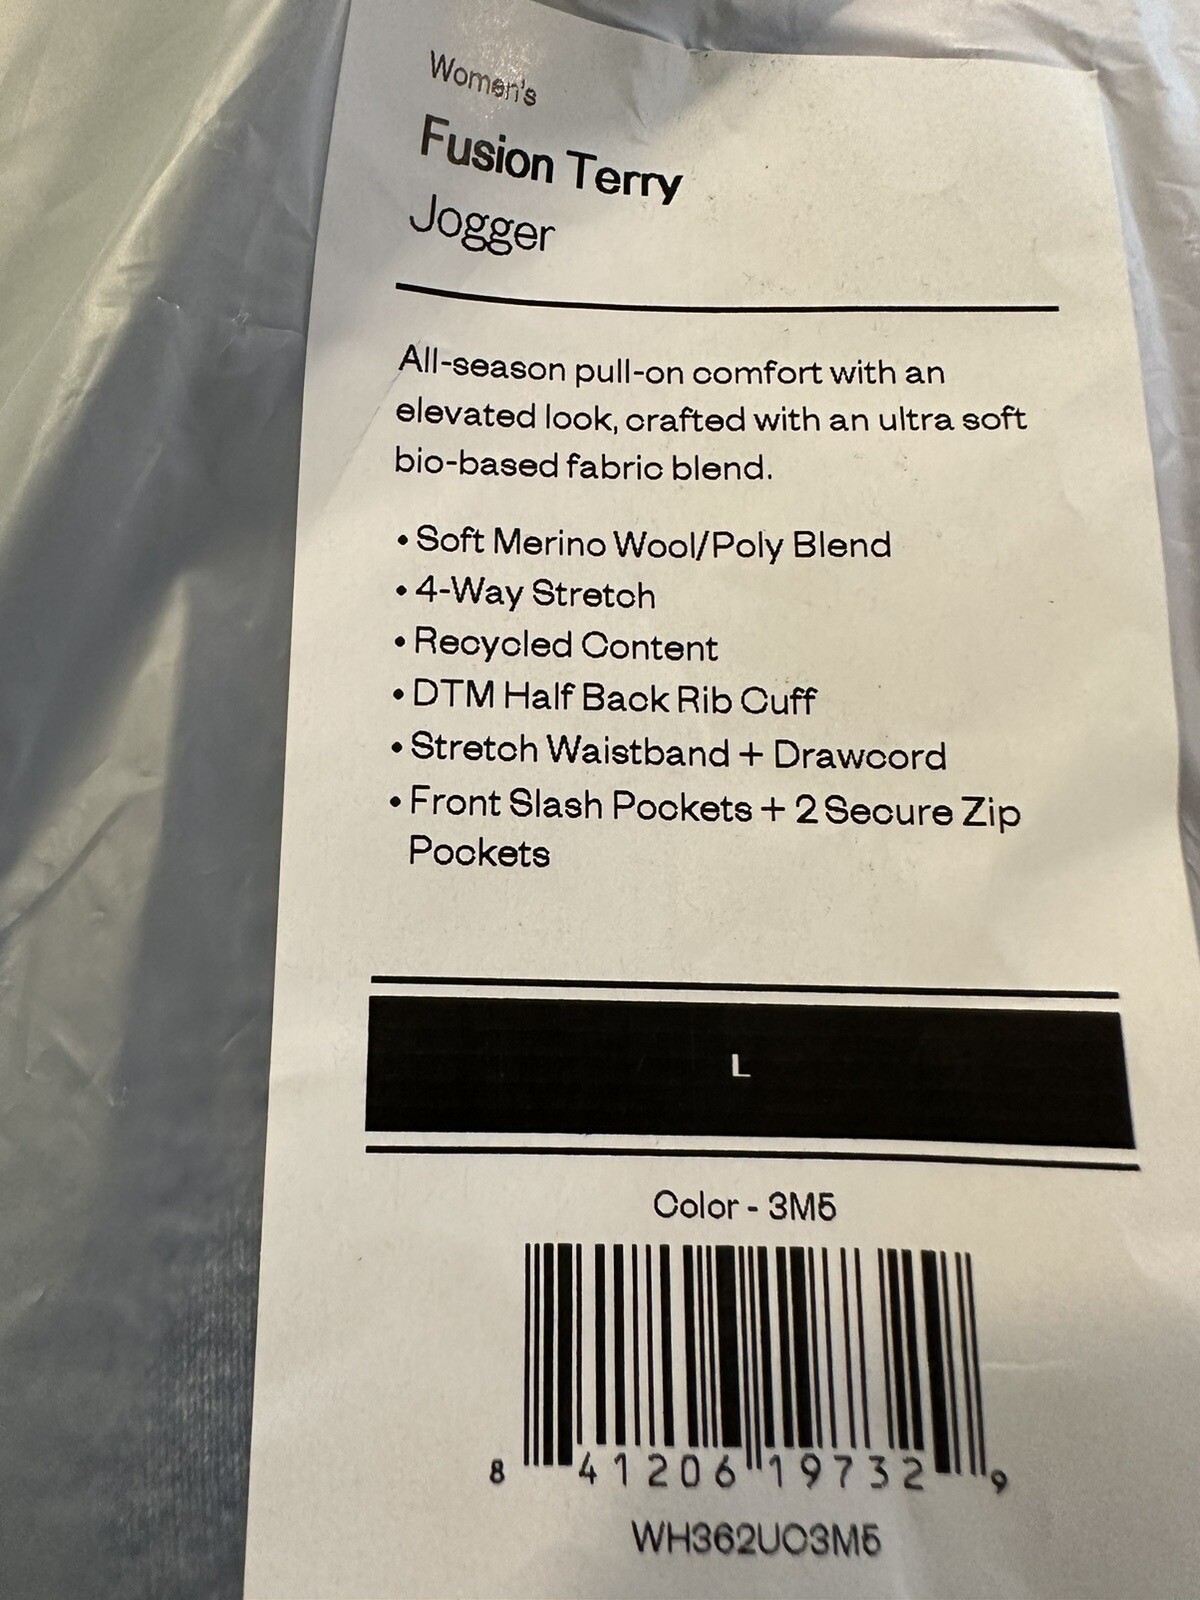 Women's
Fusion Terry
Jogger
All-season pull-on comfort with an
elevated look, crafted with an ultra soft
bio-based fabric blend.
• Soft Merino Wool/Poly Blend
• 4-Way Stretch
• Recycled Content
• DTM Half Back Rib Cuff
• Stretch Waistband + Drawcord
• Front Slash Pockets + 2 Secure Zip
Pockets
L
Color - 3M5
8 41206 19732 9
WH362UO3M5